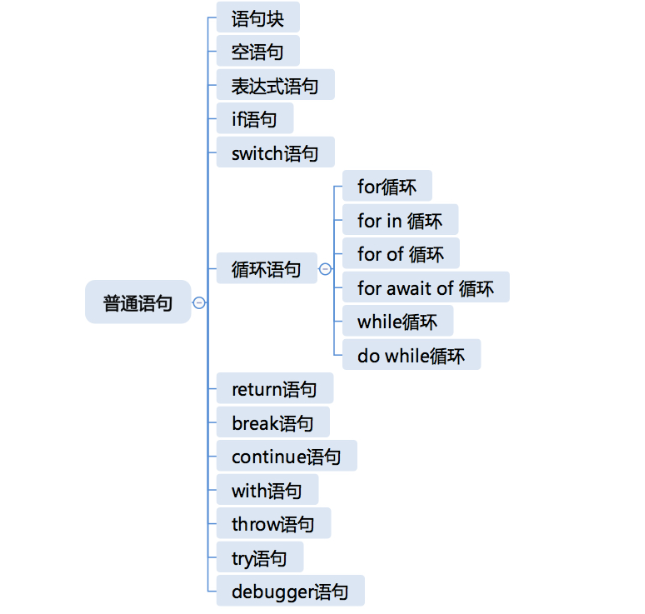 普通语句
语句块
空语句
表达式语句
if语句
switch语句
循环语句
for循环
for in 循环
for of 循环
for await of 循环
while循环
do while循环
return语句
break语句
continue语句
with语句
throw语句
try语句
debugger语句